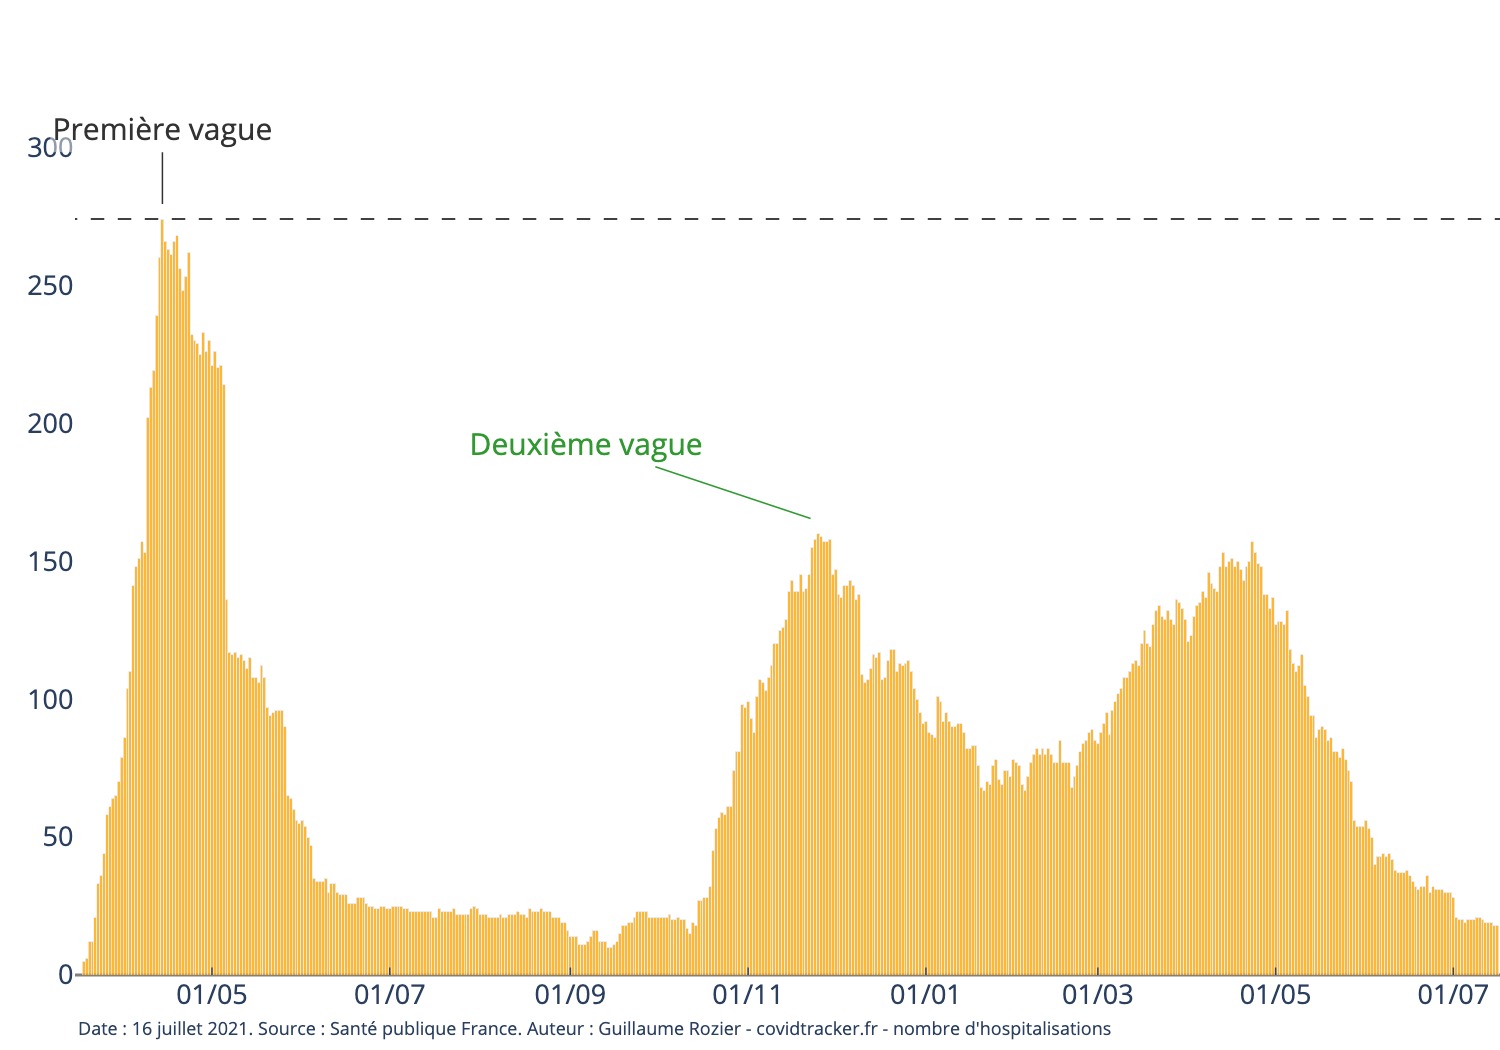 Première vague
300
250
200
Deuxième vague
150
100
50
0
01/05 01/07 01/09 01/11 01/01 01/03 01/05 01/07
Date : 16 juillet 2021. Source : Santé publique France. Auteur : Guillaume Rozier - covidtracker.fr - nombre d'hospitalisations